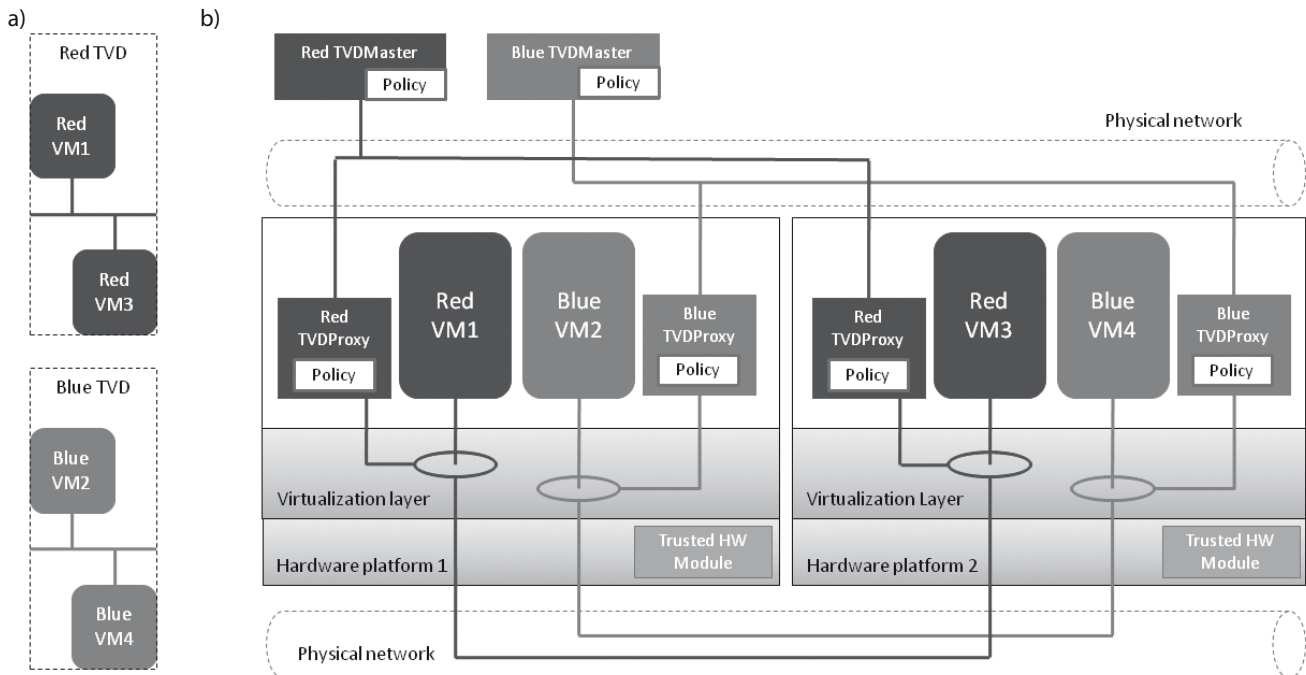 a)
Red TVD
Red
VM1
Red
VM3
Blue TVD
Blue
VM2
Blue
VM4
b)
Red TVDMaster
Policy
Blue TVDMaster
Policy
Physical network
Red
TVDProxy
Policy
Red
VM1
Blue
VM2
Blue
TVDProxy
Policy
Virtualization layer
Hardware platform 1
Trusted HW
Module
Red
TVDProxy
Policy
Red
VM3
Blue
VM4
Blue
TVDProxy
Policy
Virtualization Layer
Hardware platform 2
Trusted HW
Module
Physical network